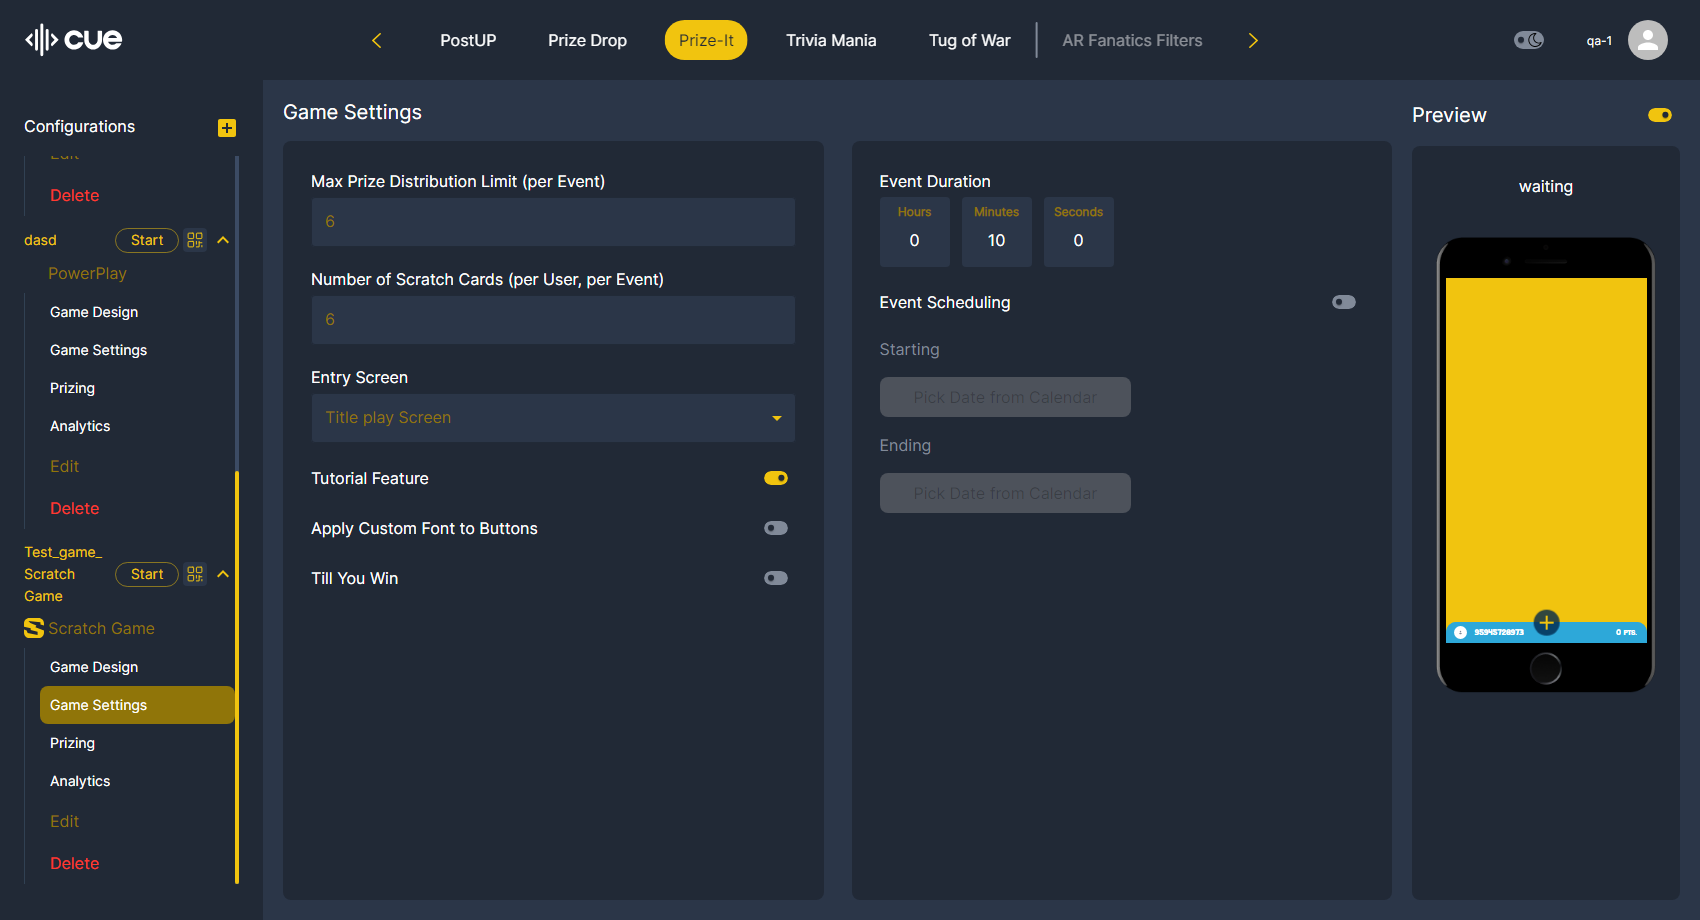 cue
PostUP
Prize Drop
Prize-It
Trivia Mania
Tug of War
AR Fanatics Filters
qa-1
Configurations
Edit
Delete
dasd
Start
PowerPlay
Game Design
Game Settings
Prizing
Analytics
Edit
Delete
Test_game_
Scratch
Game
Start
Scratch Game
Game Design
Game Settings
Prizing
Analytics
Edit
Delete
Game Settings
Max Prize Distribution Limit (per Event)
6
Number of Scratch Cards (per User, per Event)
6
Entry Screen
Title play Screen
Tutorial Feature
Apply Custom Font to Buttons
Till You Win
Event Duration
Hours
0
Minutes
10
Seconds
0
Event Scheduling
Starting
Pick Date from Calendar
Ending
Pick Date from Calendar
Preview
waiting
95945728973
0 PTS.